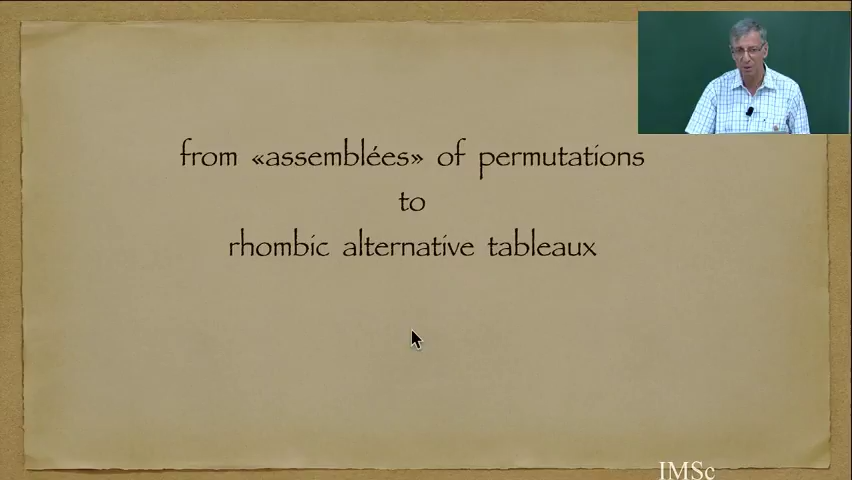 from «assemblées» of permutations
to
rhombic alternative tableaux
IMSc